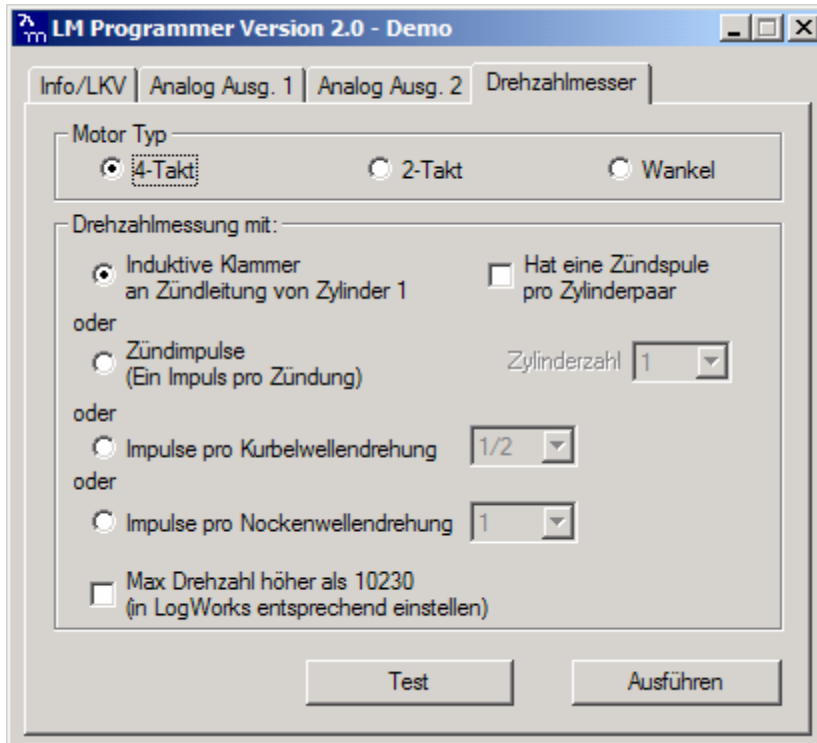 LM Programmer Version 2.0 - Demo
Info/LKV Analog Ausg. 1 Analog Ausg. 2 Drehzahlmesser
Motor Typ
4-Takt 2-Takt Wankel
Drehzahlmessung mit:
Induktive Klammer
an Zündleitung von Zylinder 1
Hat eine Zündspule
pro Zylinderpaar
oder
Zündimpulse
(Ein Impuls pro Zündung)
Zylinderzahl 1
oder
Impulse pro Kurbelwellendrehung 1/2
oder
Impulse pro Nockenwellendrehung 1
Max Drehzahl höher als 10230
(in LogWorks entsprechend einstellen)
Test Ausführen